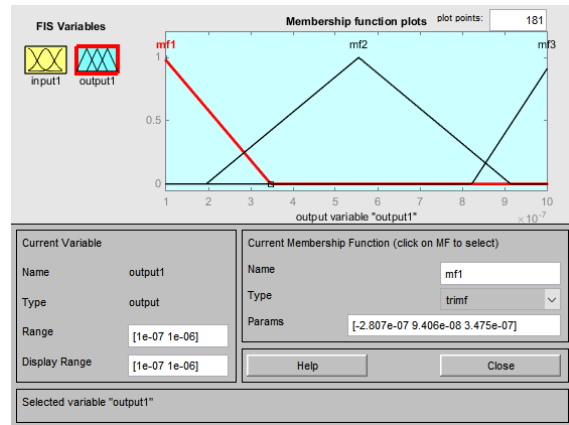 FIS Variables
Membership function plots
plot points:
181
input1
output1
mf1
mf2
mf3
1
0.5
0
1 2 3 4 5 6 7 8 9 10
output variable "output1"
×10-7
Current Variable
Name output1
Type output
Range [1e-07 1e-06]
Display Range [1e-07 1e-06]
Current Membership Function (click on MF to select)
Name mf1
Type trimf
Params [-2.807e-07 9.406e-08 3.475e-07]
Help
Close
Selected variable "output1"